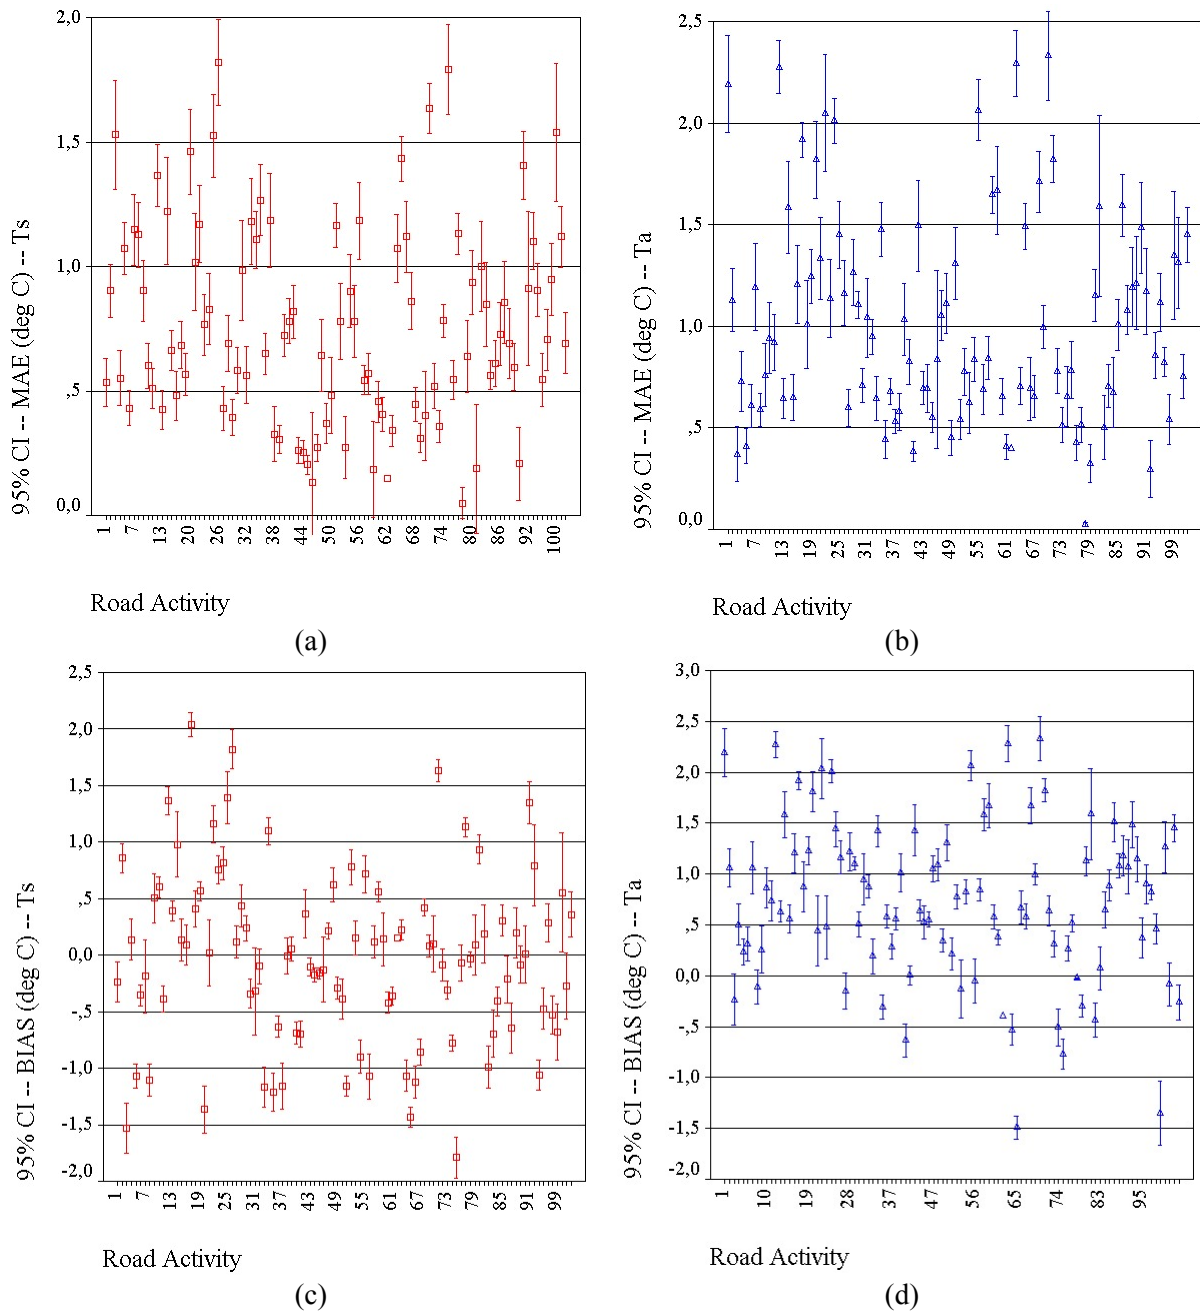 2,0
1,5
1,0
,5
0,0
95% CI -- MAE (deg C) -- Ts
1 7 13 20 26 32 38 44 50 56 62 68 74 80 86 92 100
Road Activity
(a)
2,5
2,0
1,5
1,0
,5
0,0
95% CI -- MAE (deg C) -- Ta
1 7 13 19 25 31 37 43 49 55 61 67 73 79 85 91 99
Road Activity
(b)
2,5
2,0
1,5
1,0
,5
0,0
-,5
-1,0
-1,5
-2,0
95% CI -- BIAS (deg C) -- Ts
1 7 13 19 25 31 37 43 49 55 61 67 73 79 85 91 99
Road Activity
(c)
3,0
2,5
2,0
1,5
1,0
,5
0,0
-,5
-1,0
-1,5
-2,0
95% CI -- BIAS (deg C) -- Ta
1 10 19 28 37 47 56 65 74 83 95
Road Activity
(d)